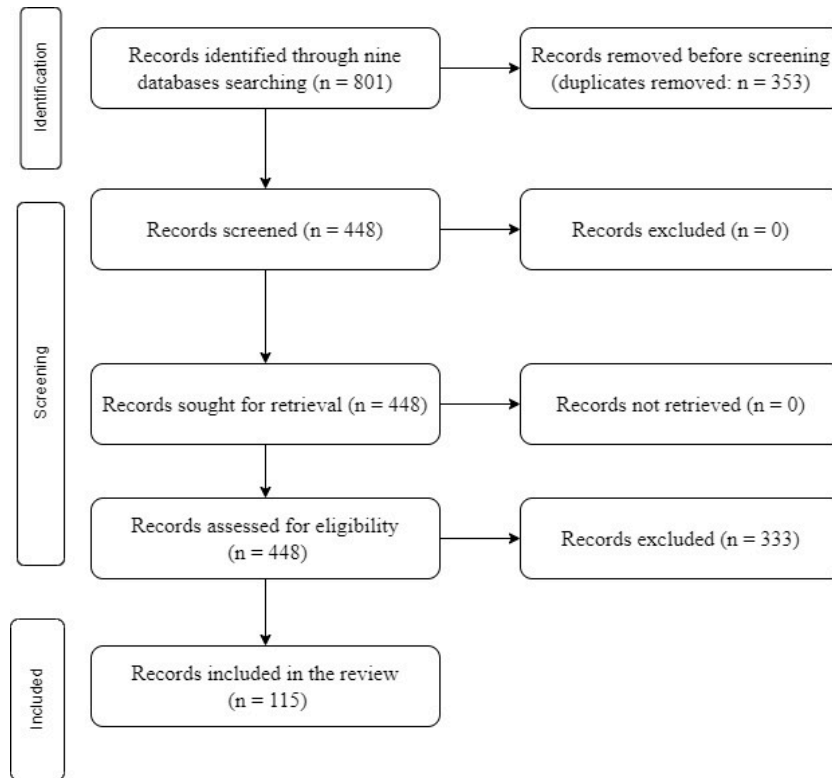 Identification
Records identified through nine
databases searching (n = 801)
Records removed before screening
(duplicates removed: n = 353)
Screening
Records screened (n = 448)
Records excluded (n = 0)
Records sought for retrieval (n = 448)
Records not retrieved (n = 0)
Records assessed for eligibility
(n = 448)
Records excluded (n = 333)
Included
Records included in the review
(n = 115)